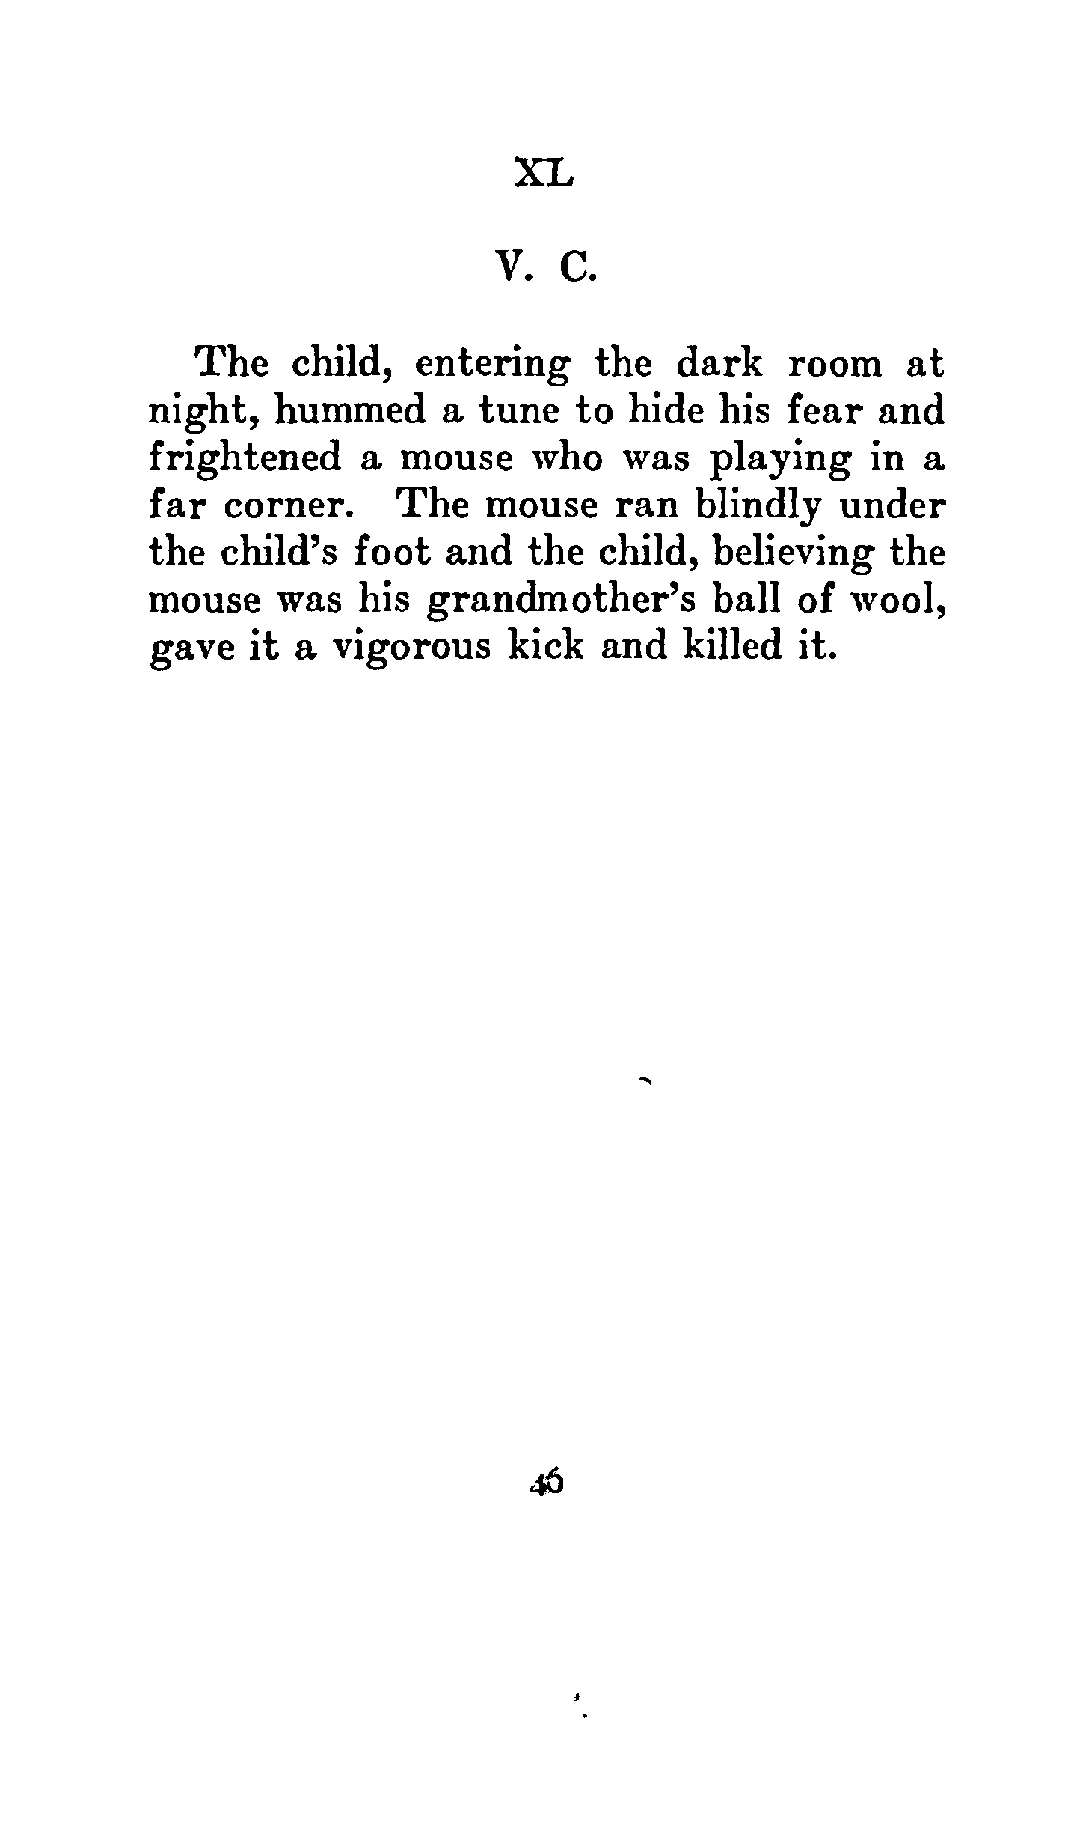 XL
V. C.
The child, entering the dark room at
night, hummed a tune to hide his fear and
frightened a mouse who was playing in a
far corner. The mouse ran blindly under
the child's foot and the child, believing the
mouse was his grandmother's ball of wool,
gave it a vigorous kick and killed it.
46